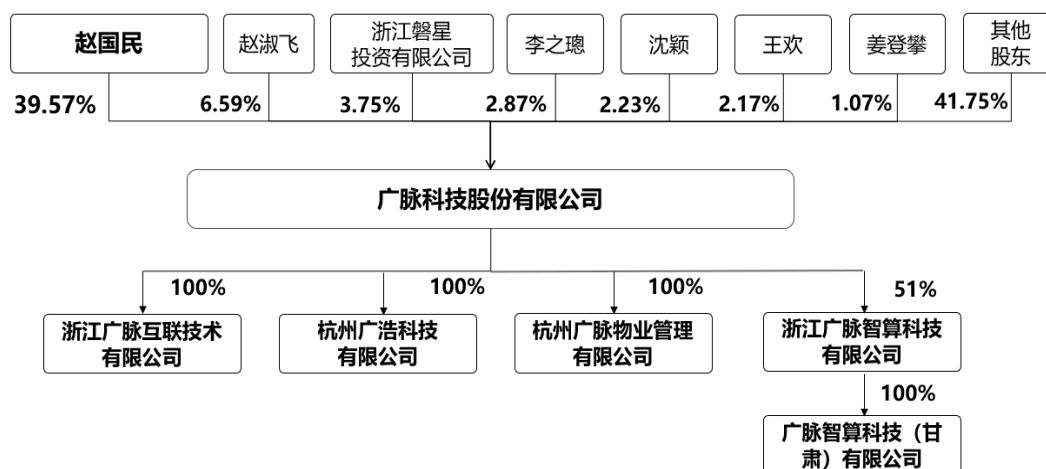 赵国民
赵淑飞
浙江磐星
投资有限公司
李之璁
沈颖
王欢
姜登攀
其他
股东
39.57%
6.59%
3.75%
2.87%
2.23%
2.17%
1.07%
41.75%
广脉科技股份有限公司
100%
100%
100%
51%
浙江广脉互联技术
有限公司
杭州广浩科技
有限公司
杭州广脉物业管理
有限公司
浙江广脉智算科技
有限公司
100%
广脉智算科技（甘
肃）有限公司